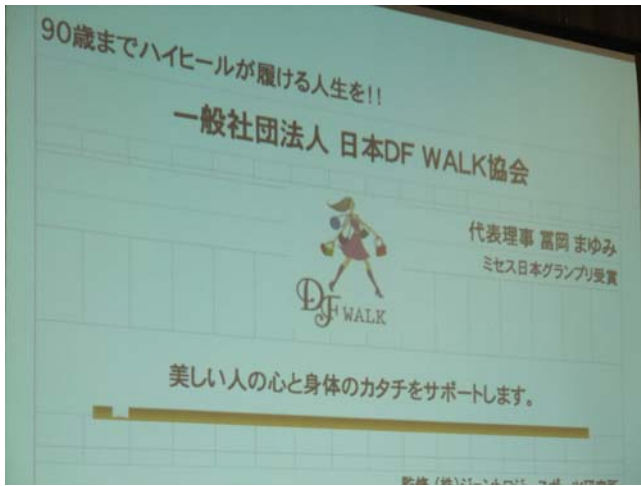 90歳までハイヒールが履ける人生を!!
一般社団法人 日本DF WALK協会
代表理事 冨岡 まゆみ
ミセス日本グランプリ受賞
DF WALK
美しい人の心と身体のカタチをサポートします。